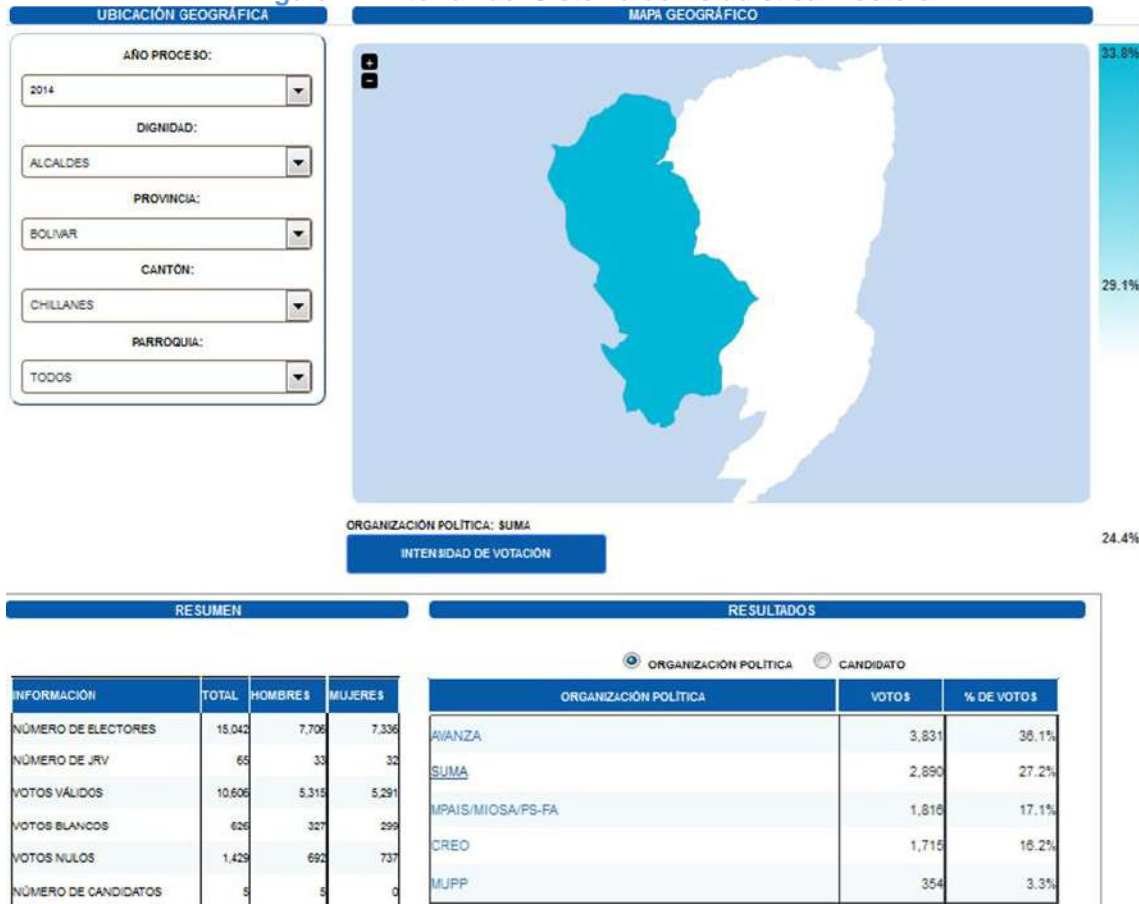 UBICACIÓN GEOGRÁFICA
AÑO PROCESO:
2014
DIGNIDAD:
ALCALDES
PROVINCIA:
BOLIVAR
CANTÓN:
CHILLANES
PARROQUIA:
TODOS
MAPA GEOGRÁFICO
+
-
33.8%
29.1%
24.4%
ORGANIZACIÓN POLÍTICA: SUMA
INTENSIDAD DE VOTACIÓN
RESUMEN
INFORMACIÓN TOTAL HOMBRES MUJERES
NÚMERO DE ELECTORES 15,042 7,706 7,336
NÚMERO DE JRV 65 33 32
VOTOS VÁLIDOS 10,606 5,315 5,291
VOTOS BLANCOS 626 327 299
VOTOS NULOS 1,429 692 737
NÚMERO DE CANDIDATOS 5 5 0
RESULTADOS
ORGANIZACIÓN POLÍTICA CANDIDATO
ORGANIZACIÓN POLÍTICA VOTOS % DE VOTOS
AVANZA 3,831 36.1%
SUMA 2,890 27.2%
MPAIS/MIOSA/PS-FA 1,816 17.1%
CREO 1,715 16.2%
MUPP 354 3.3%